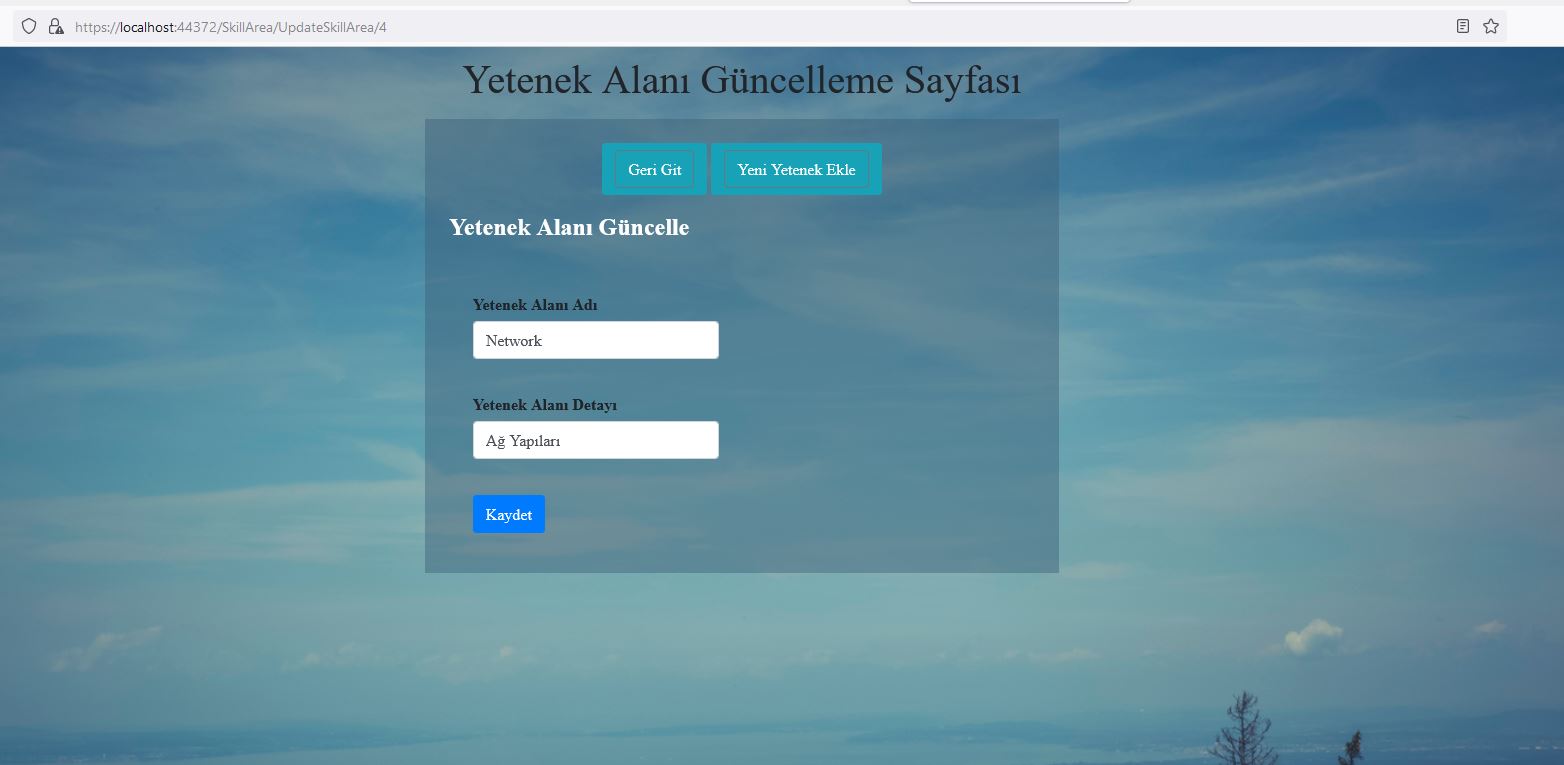 https://localhost:44372/SkillArea/UpdateSkillArea/4
Yetenek Alanı Güncelleme Sayfası
Geri Git Yeni Yetenek Ekle
Yetenek Alanı Güncelle
Yetenek Alanı Adı
Network
Yetenek Alanı Detayı
Ağ Yapıları
Kaydet